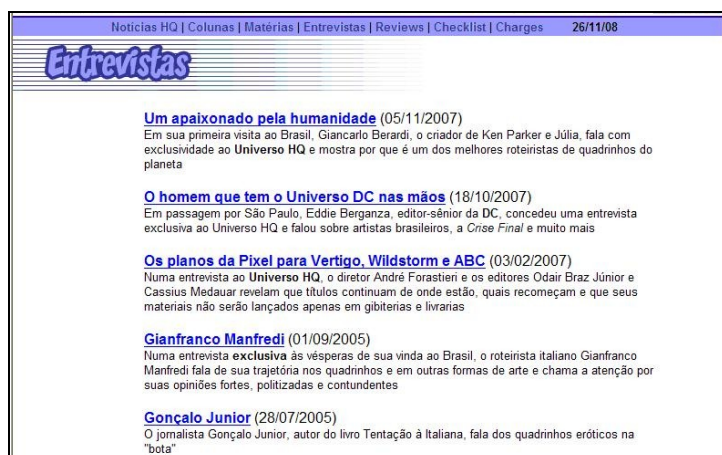 Notícias HQ | Colunas | Matérias | Entrevistas | Reviews | Checklist | Charges 26/11/08
Entrevistas
Um apaixonado pela humanidade (05/11/2007)
Em sua primeira visita ao Brasil, Giancarlo Berardi, o criador de Ken Parker e Júlia, fala com
exclusividade ao Universo HQ e mostra por que é um dos melhores roteiristas de quadrinhos do
planeta
O homem que tem o Universo DC nas mãos (18/10/2007)
Em passagem por São Paulo, Eddie Berganza, editor-sênior da DC, concedeu uma entrevista
exclusiva ao Universo HQ e falou sobre artistas brasileiros, a Crise Final e muito mais
Os planos da Pixel para Vertigo, Wildstorm e ABC (03/02/2007)
Numa entrevista ao Universo HQ, o diretor André Forastieri e os editores Odair Braz Júnior e
Cassius Medauar revelam que títulos continuam de onde estão, quais recomeçam e que seus
materiais não serão lançados apenas em gibiterias e livrarias
Gianfranco Manfredi (01/09/2005)
Numa entrevista exclusiva às vésperas de sua vinda ao Brasil, o roteirista italiano Gianfranco
Manfredi fala de sua trajetória nos quadrinhos e em outras formas de arte e chama a atenção por
suas opiniões fortes, politizadas e contundentes
Gonçalo Junior (28/07/2005)
O jornalista Gonçalo Junior, autor do livro Tentação à Italiana, fala dos quadrinhos eróticos na
"bota"